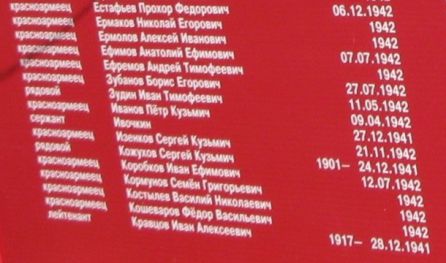 красноармеец Естафьев Прохор Федорович 06.12.1942
красноармеец Ермаков Николай Егорович 1942
красноармеец Ермолов Алексей Иванович 1942
красноармеец Ефимов Анатолий Ефимович 07.07.1942
красноармеец Ефремов Андрей Тимофеевич 1942
красноармеец Зубанов Борис Егорович 27.07.1942
рядовой Зудин Иван Тимофеевич 11.05.1942
красноармеец Иванов Пётр Кузьмич 09.04.1942
сержант Ивочкин 27.12.1941
красноармеец Изенков Сергей Кузьмич 21.11.1942
рядовой Кожухов Сергей Кузьмич 1901– 24.12.1941
красноармеец Коробков Иван Ефимович 12.07.1942
красноармеец Кормунов Семён Григорьевич 1942
красноармеец Костылев Василий Николаевич 1942
красноармеец Кошеваров Фёдор Васильевич 1942
лейтенант Кравцов Иван Алексеевич 1917– 28.12.1941